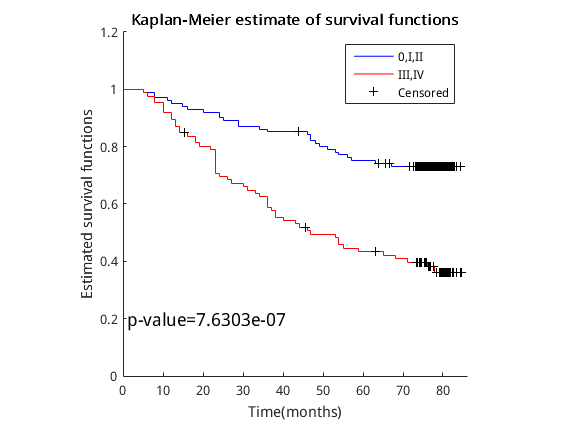 Kaplan-Meier estimate of survival functions
1.2
0,I,II
III,IV
Censored
1
0.8
0.6
0.4
0.2
0
Estimated survival functions
p-value=7.6303e-07
0 10 20 30 40 50 60 70 80
Time(months)